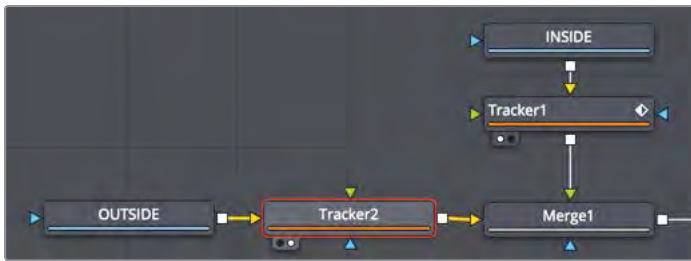 INSIDE
Tracker1
OUTSIDE
Tracker2
Merge1